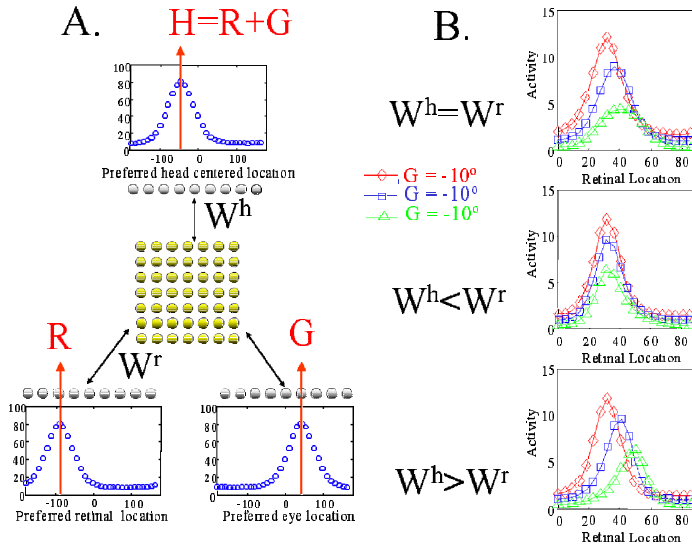 A.
H=R+G
100
80
60
40
20
0
-100 0 100
Preferred head centered location
W^h
R
G
W^r
100
80
60
40
20
0
-100 0 100
Preferred retinal location
100
80
60
40
20
0
-100 0 100
Preferred eye location
B.
W^h=W^r
15
10
5
0
Activity
0 20 40 60 80
Retinal Location
G = -10º
G = -10º
G = -10º
W^h<W^r
15
10
5
0
Activity
0 20 40 60 80
Retinal Location
W^h>W^r
15
10
5
0
Activity
0 20 40 60 80
Retinal Location